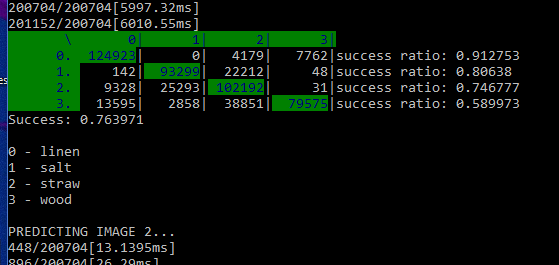 200704/200704[5997.32ms]
201152/200704[6010.55ms]
\ 0| 1| 2| 3|
0. 124923| 0| 4179| 7762|success ratio: 0.912753
1. 142| 93299| 22212| 48|success ratio: 0.80638
2. 9328| 25293| 102192| 31|success ratio: 0.746777
3. 13595| 2858| 38851| 79575|success ratio: 0.589973
Success: 0.763971
0 - linen
1 - salt
2 - straw
3 - wood
PREDICTING IMAGE 2...
448/200704[13.1395ms]
896/200704[26.29ms]